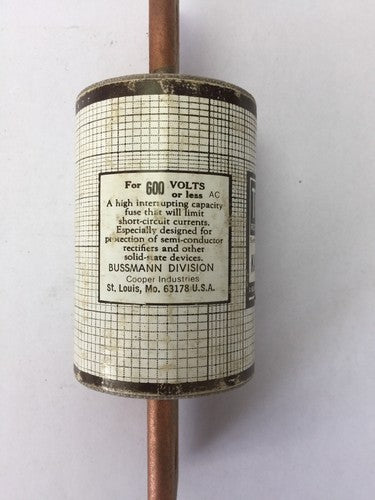 For 600 VOLTS
or less AC
A high interrupting capacity
fuse that will limit
short-circuit currents.
Especially designed for
protection of semi-conductor
rectifiers and other
solid-state devices.
BUSSMANN DIVISION
Cooper Industries
St. Louis, Mo. 63178 U.S.A.